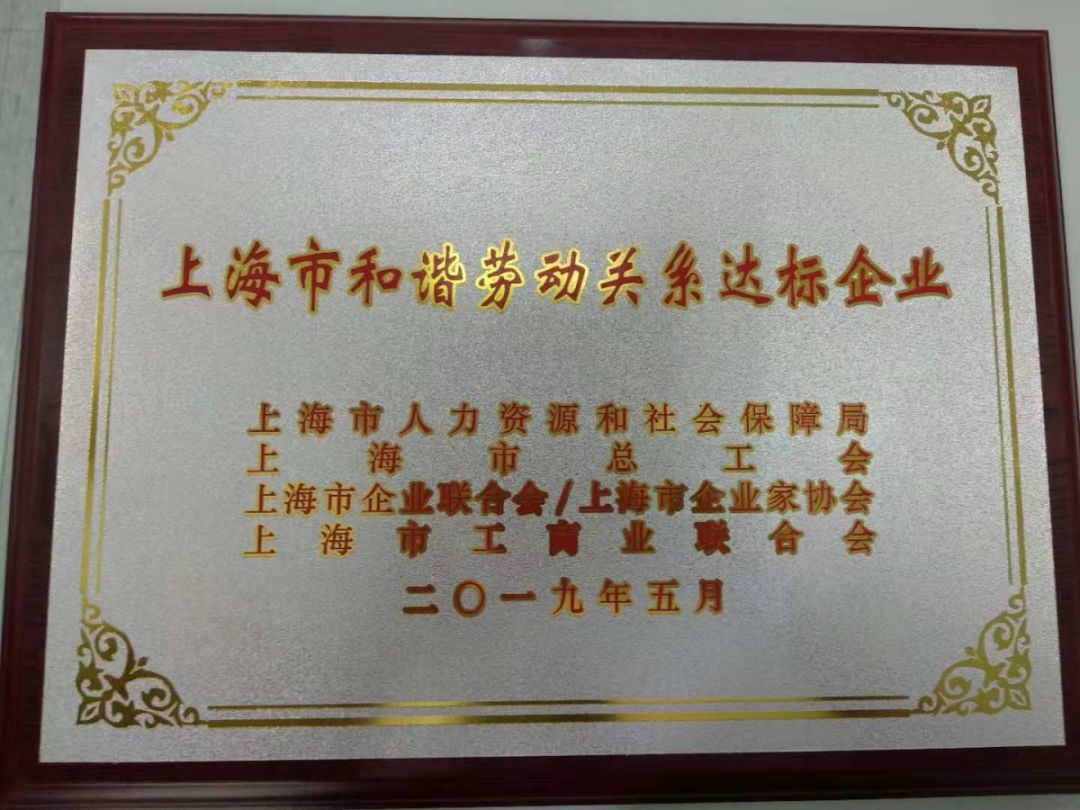 上海市和谐劳动关系达标企业
上海市人力资源和社会保障局
上海市总工会
上海市企业联合会/上海市企业家协会
上海市工商业联合会
二〇一九年五月